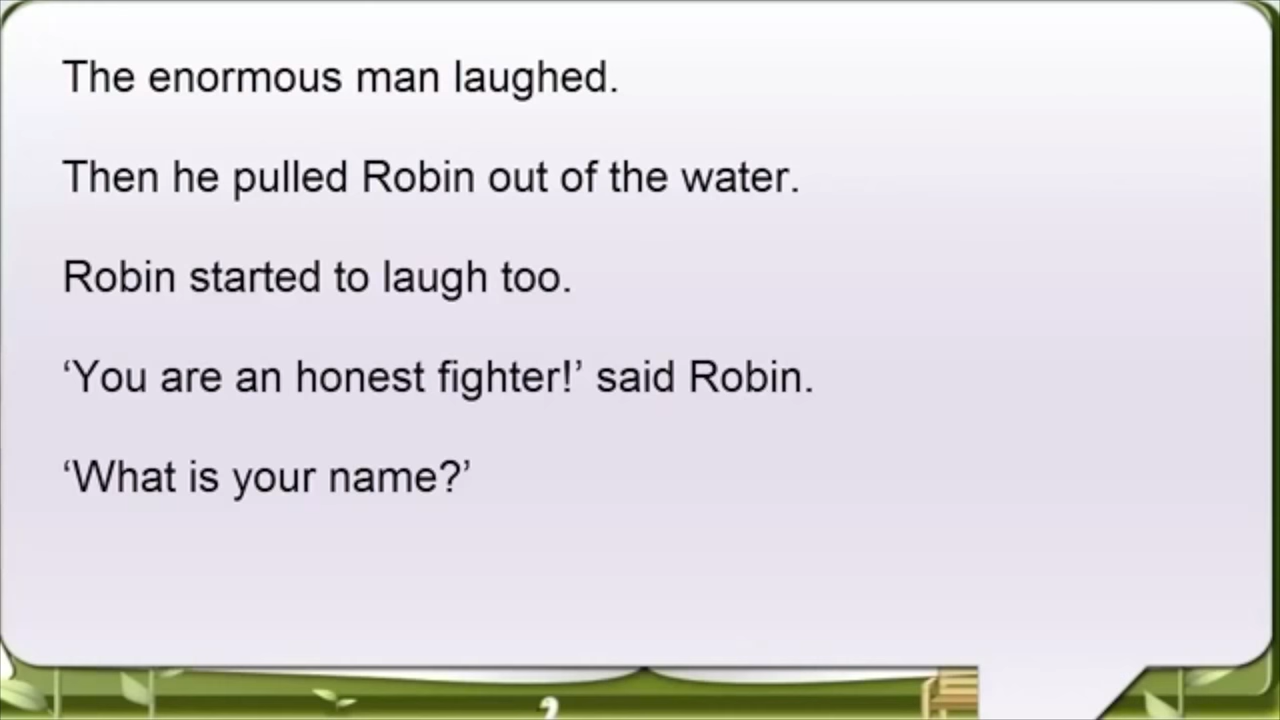 The enormous man laughed.
Then he pulled Robin out of the water.
Robin started to laugh too.
‘You are an honest fighter!’ said Robin.
‘What is your name?’